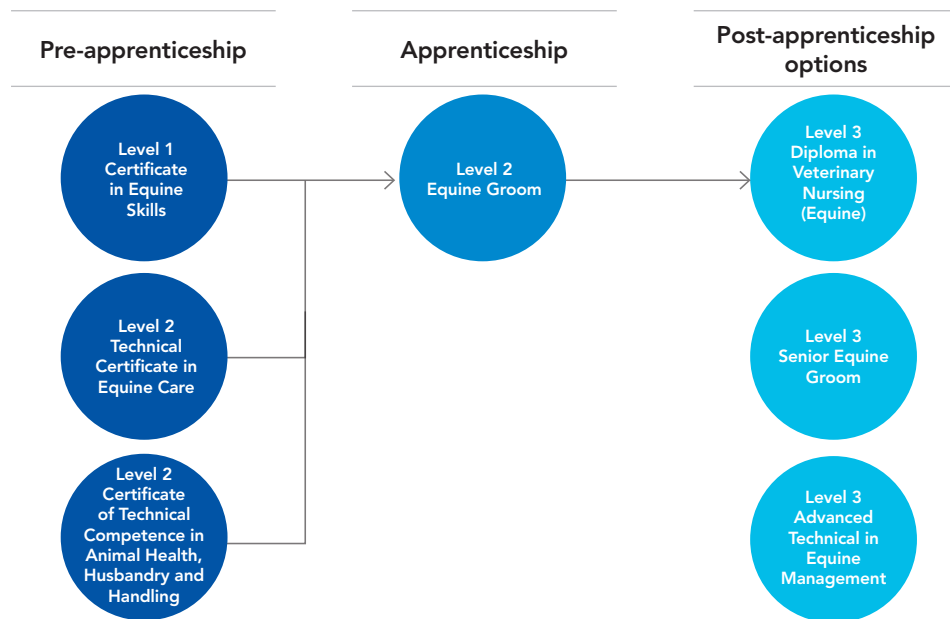 Pre-apprenticeship
Apprenticeship
Post-apprenticeship
options
Level 1
Certificate
in Equine
Skills
Level 2
Equine Groom
Level 3
Diploma in
Veterinary
Nursing
(Equine)
Level 2
Technical
Certificate in
Equine Care
Level 3
Senior Equine
Groom
Level 2
Certificate
of Technical
Competence in
Animal Health,
Husbandry and
Handling
Level 3
Advanced
Technical in
Equine
Management